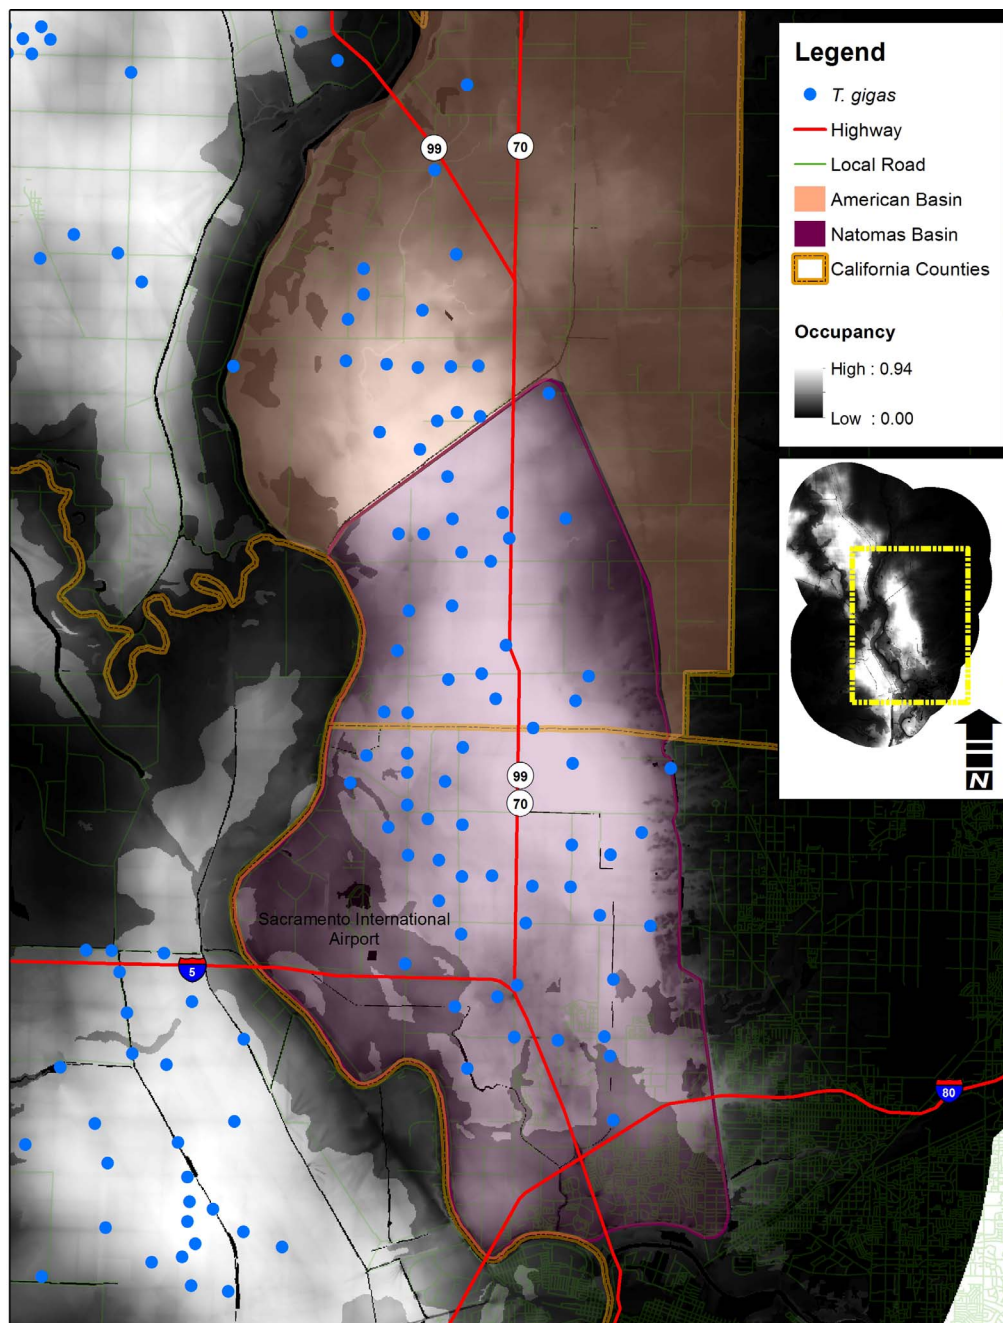 Legend
T. gigas
Highway
Local Road
American Basin
Natomas Basin
California Counties
Occupancy
High : 0.94
Low : 0.00
99
70
99
70
Sacramento International
Airport
5
80
N